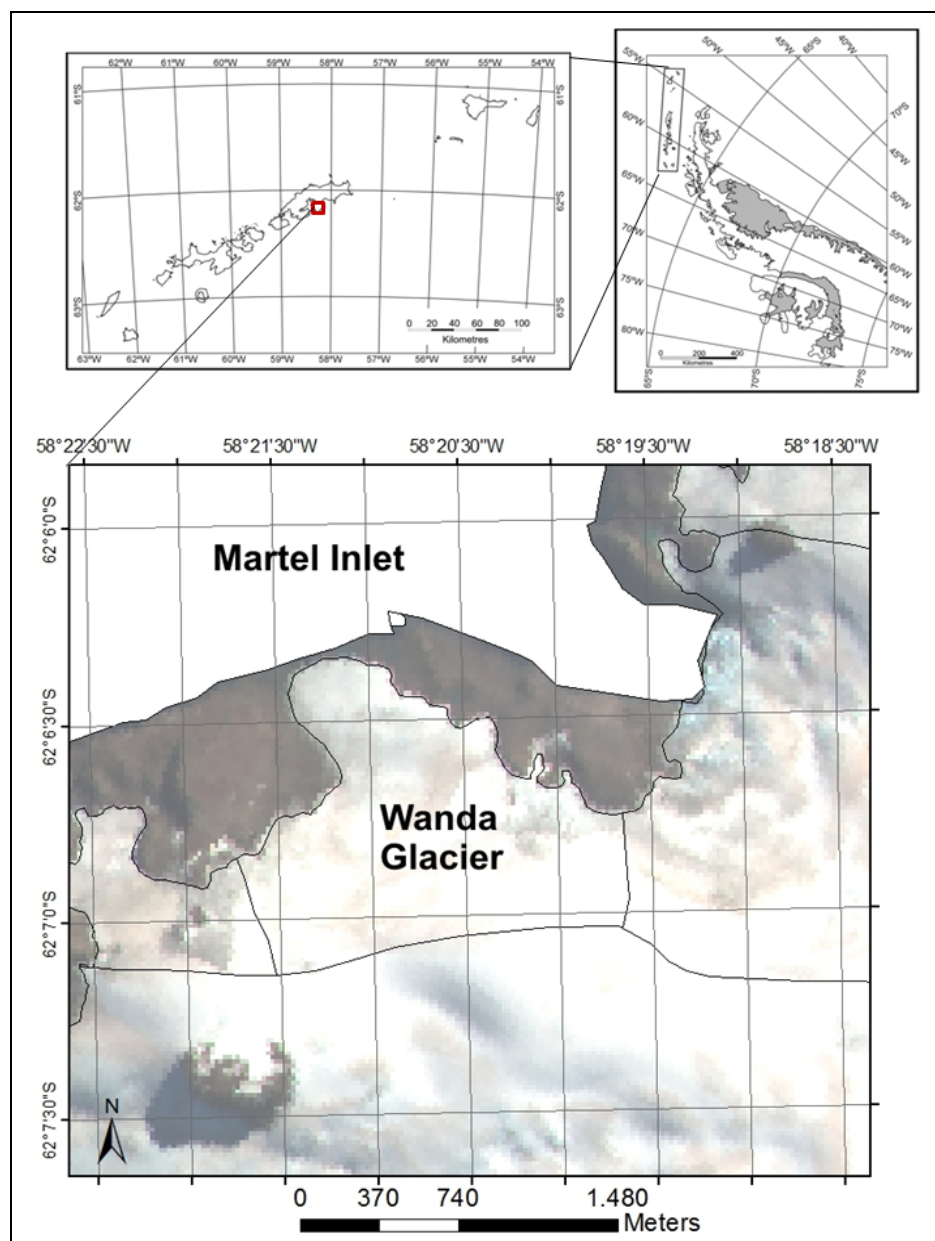 62°W 61°W 60°W 59°W 58°W 57°W 56°W 55°W 54°W
61°S 61°S
62°S 62°S
63°S 63°S
0 20 40 60 80 100
Kilometres
63°W 62°W 61°W 60°W 59°W 58°W 57°W 56°W 55°W 54°W
55°W 50°W 45°W 65°S 40°W
60°W 70°S
65°W 45°W
70°W 50°W
75°W 55°W
80°W 60°W
65°W
70°W
75°W
0 200 400
Kilometres
65°S 70°S 75°S
58°22'30"W 58°21'30"W 58°20'30"W 58°19'30"W 58°18'30"W
62°6'0"S
Martel Inlet
62°6'30"S
Wanda
Glacier
62°7'0"S
62°7'30"S
N
0 370 740 1.480
Meters